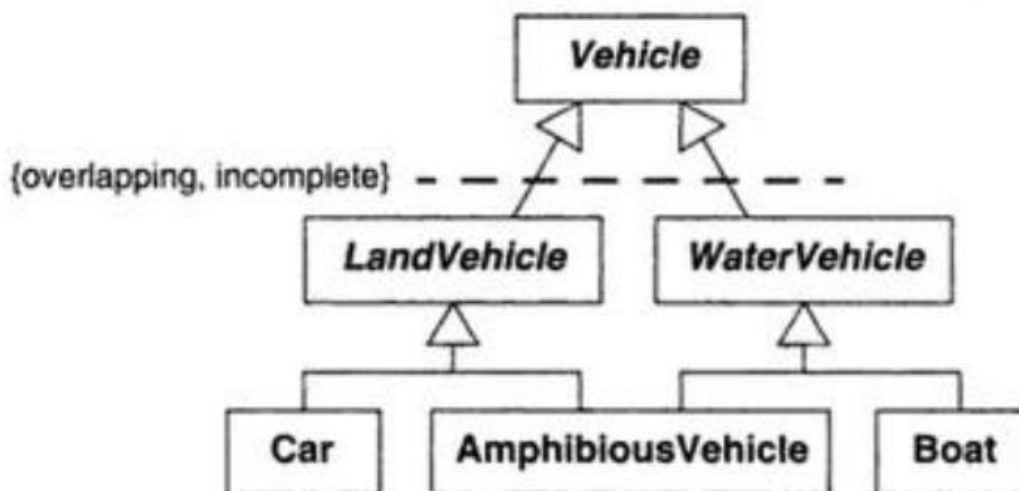 Vehicle
{overlapping, incomplete}
LandVehicle
WaterVehicle
Car
AmphibiousVehicle
Boat